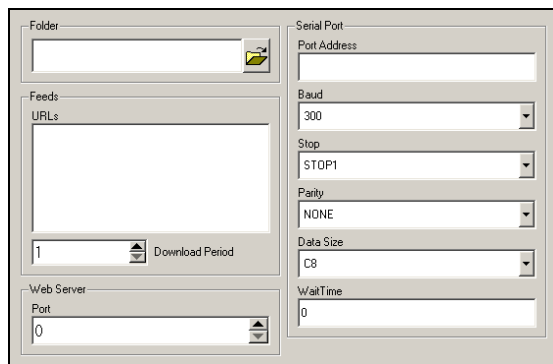 Folder
Feeds
URLs
1 Download Period
Web Server
Port
0
Serial Port
Port Address
Baud
300
Stop
STOP1
Parity
NONE
Data Size
C8
WaitTime
0